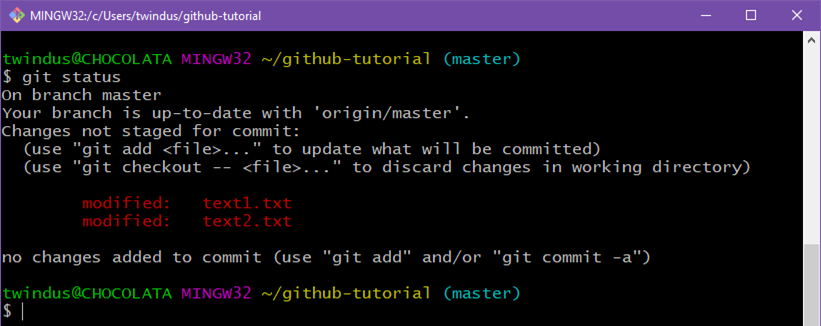 MINGW32:/c/Users/twindus/github-tutorial
twindus@CHOCOLATA MINGW32 ~/github-tutorial (master)
$ git status
On branch master
Your branch is up-to-date with 'origin/master'.
Changes not staged for commit:
  (use "git add <file>..." to update what will be committed)
  (use "git checkout -- <file>..." to discard changes in working directory)
        modified:   text1.txt
        modified:   text2.txt
no changes added to commit (use "git add" and/or "git commit -a")
twindus@CHOCOLATA MINGW32 ~/github-tutorial (master)
$